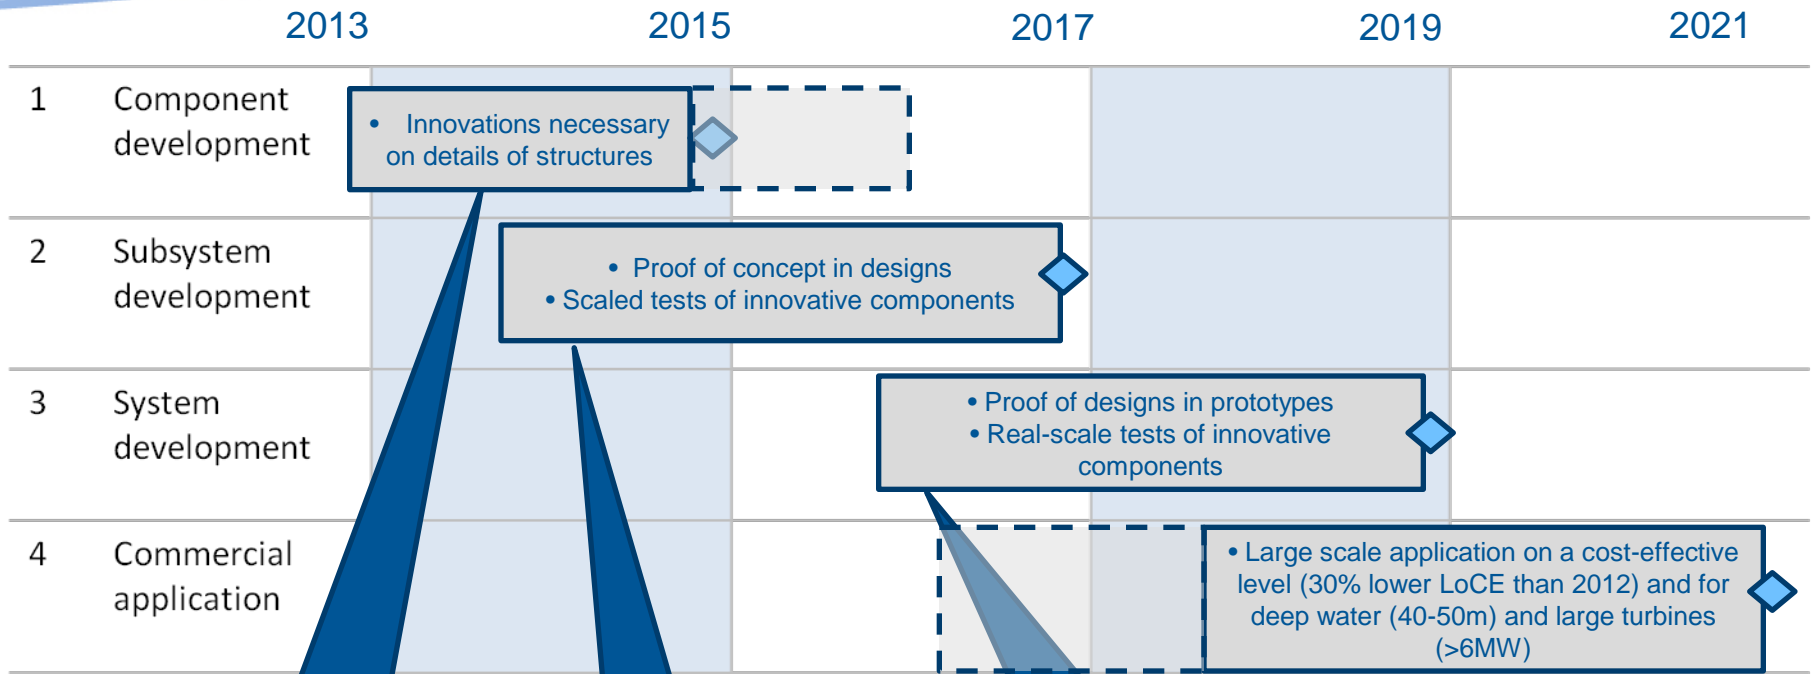 2013 2015 2017 2019 2021
1 Component
development
• Innovations necessary
on details of structures
2 Subsystem
development
• Proof of concept in designs
• Scaled tests of innovative components
3 System
development
• Proof of designs in prototypes
• Real-scale tests of innovative
components
4 Commercial
application
• Large scale application on a cost-effective
level (30% lower LoCE than 2012) and for
deep water (40-50m) and large turbines
(>6MW)